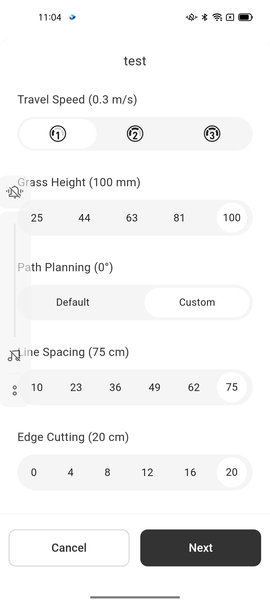 11:04
test
Travel Speed (0.3 m/s)
1 2 3
Grass Height (100 mm)
25 44 63 81 100
Path Planning (0°)
Default Custom
Line Spacing (75 cm)
10 23 36 49 62 75
Edge Cutting (20 cm)
0 4 8 12 16 20
Cancel Next